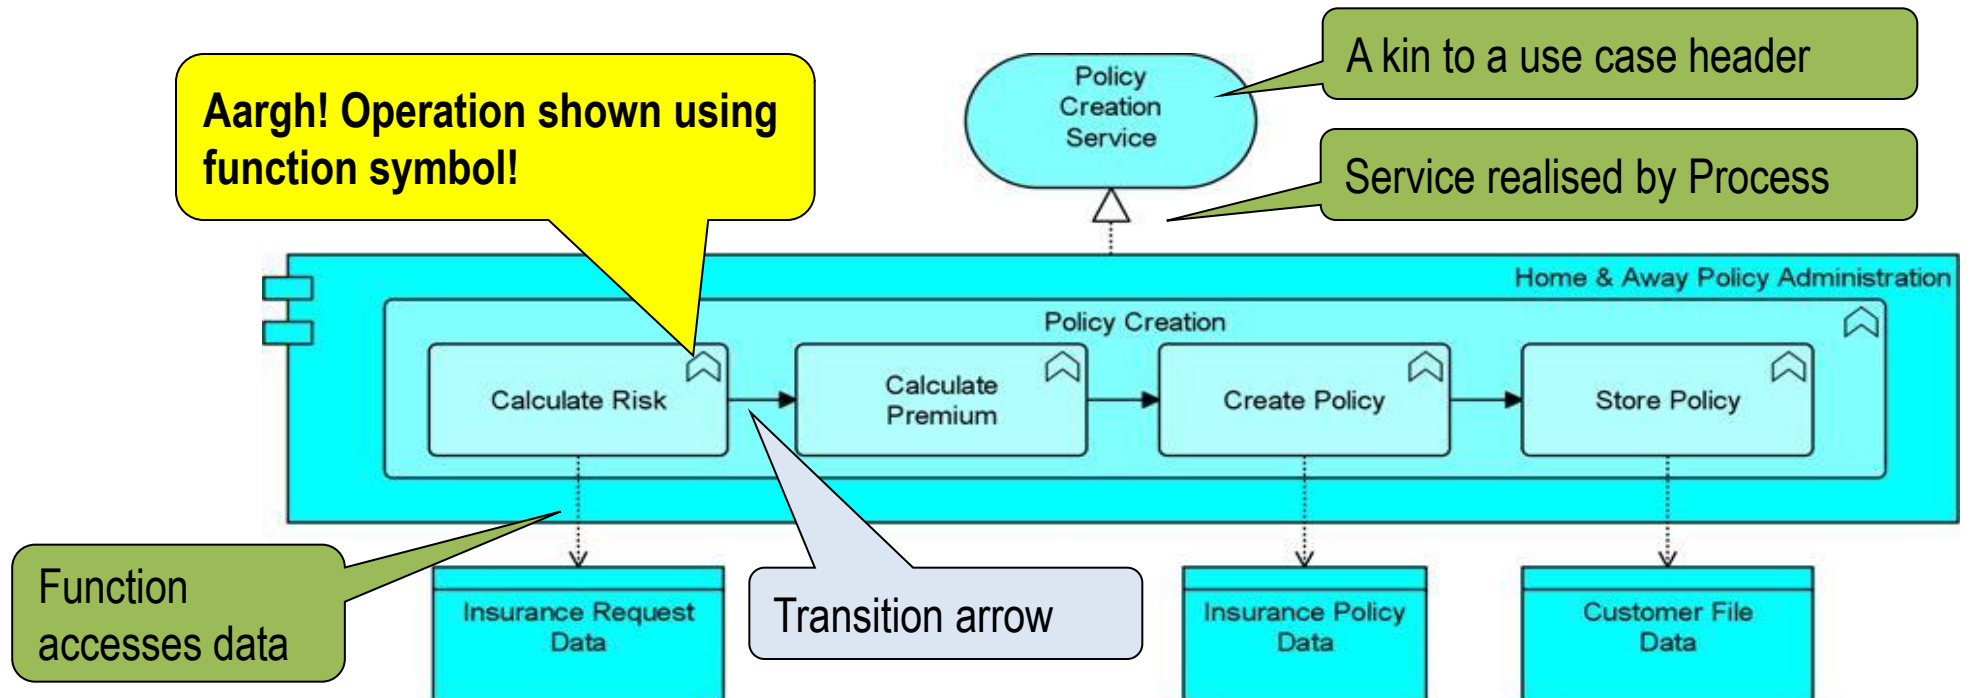 A kin to a use case header
Policy
Creation
Service
Aargh! Operation shown using
function symbol!
Service realised by Process
Home & Away Policy Administration
Policy Creation
Calculate Risk
Calculate
Premium
Create Policy
Store Policy
Function
accesses data
Insurance Request
Data
Transition arrow
Insurance Policy
Data
Customer File
Data